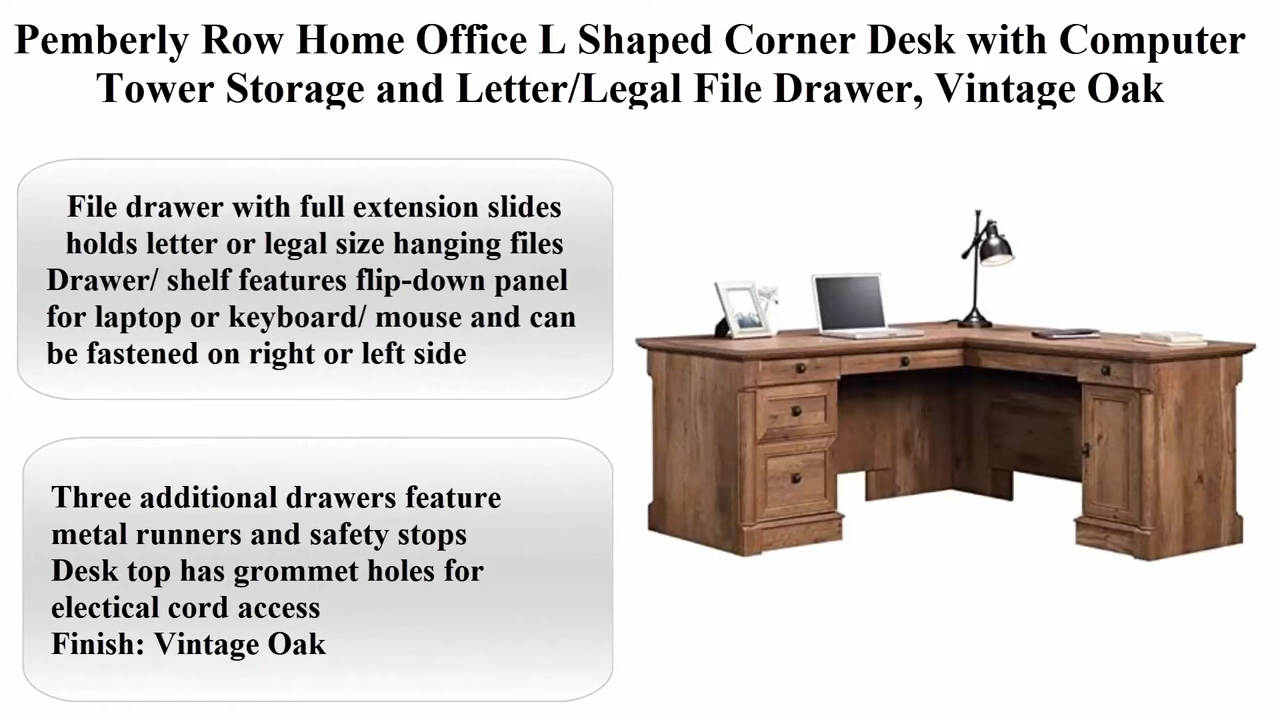 Pemberly Row Home Office L Shaped Corner Desk with Computer
Tower Storage and Letter/Legal File Drawer, Vintage Oak
File drawer with full extension slides
holds letter or legal size hanging files
Drawer/ shelf features flip-down panel
for laptop or keyboard/ mouse and can
be fastened on right or left side
Three additional drawers feature
metal runners and safety stops
Desk top has grommet holes for
electical cord access
Finish: Vintage Oak